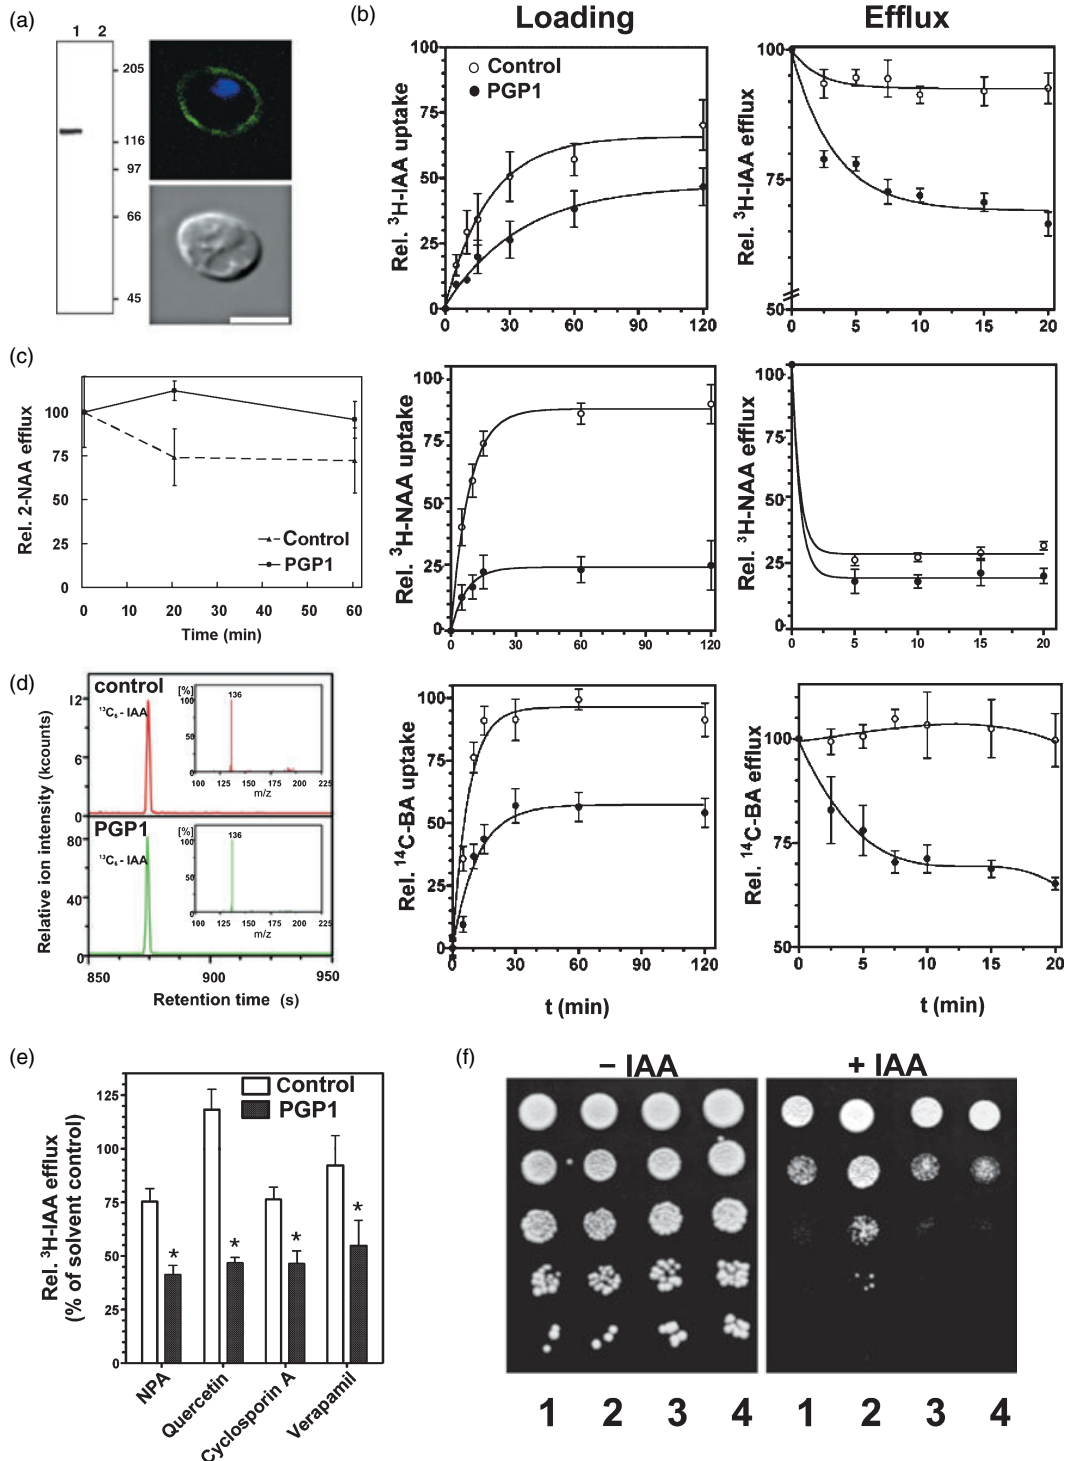 (a)
1 2
205
116
97
66
45
(b)
Loading
Efflux
Rel. ³H-IAA uptake
100
75
50
25
0
Control
PGP1
0 30 60 90 120
Rel. ³H-IAA efflux
100
75
50
0 5 10 15 20
(c)
Rel. 2-NAA efflux
100
75
50
25
0
Control
PGP1
0 10 20 30 40 50 60
Time (min)
Rel. ³H-NAA uptake
100
75
50
25
0
0 30 60 90 120
Rel. ³H-NAA efflux
100
75
50
25
0
0 5 10 15 20
(d)
Relative ion intensity (kcounts)
control
¹³C₆ - IAA
12
6
0
[%]
136
100
50
0
100 125 150 175 200 225
m/z
PGP1
¹³C₆ - IAA
80
40
0
[%]
136
100
50
0
100 125 150 175 200 225
m/z
850 900 950
Retention time (s)
Rel. ¹⁴C-BA uptake
100
75
50
25
0
0 30 60 90 120
t (min)
Rel. ¹⁴C-BA efflux
100
75
50
0 5 10 15 20
t (min)
(e)
Rel. ³H-IAA efflux
(% of solvent control)
125
100
75
50
25
0
Control
PGP1
* * * *
NPA
Quercetin
Cyclosporin A
Verapamil
(f)
– IAA
+ IAA
1 2 3 4
1 2 3 4